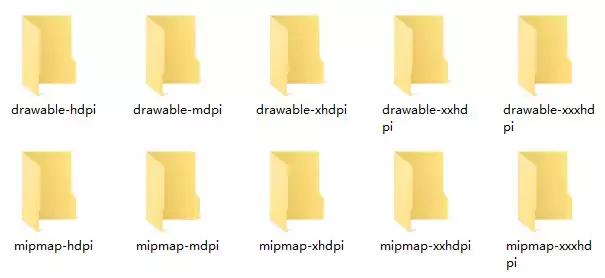 drawable-hdpi
drawable-mdpi
drawable-xhdpi
drawable-xxhd
pi
drawable-xxxhd
pi
mipmap-hdpi
mipmap-mdpi
mipmap-xhdpi
mipmap-xxhdpi
mipmap-xxxhd
pi